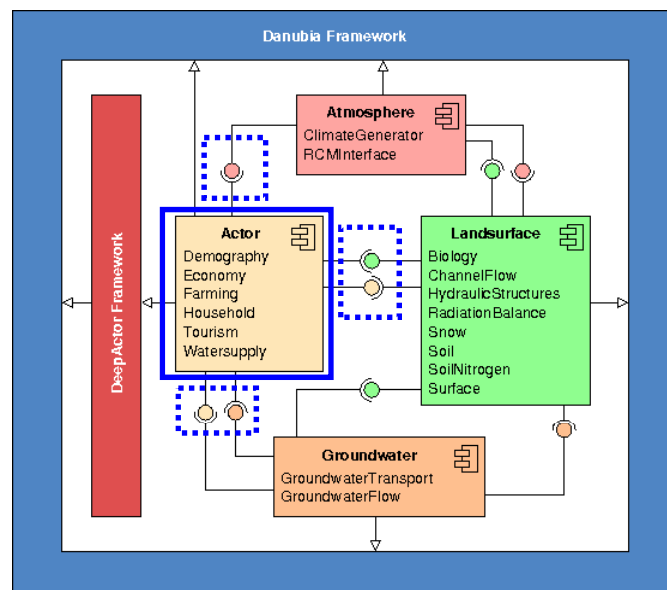 Danubia Framework
DeepActor Framework
Atmosphere
ClimateGenerator
RCMInterface
Actor
Demography
Economy
Farming
Household
Tourism
Watersupply
Landsurface
Biology
ChannelFlow
HydraulicStructures
RadiationBalance
Snow
Soil
SoilNitrogen
Surface
Groundwater
GroundwaterTransport
GroundwaterFlow